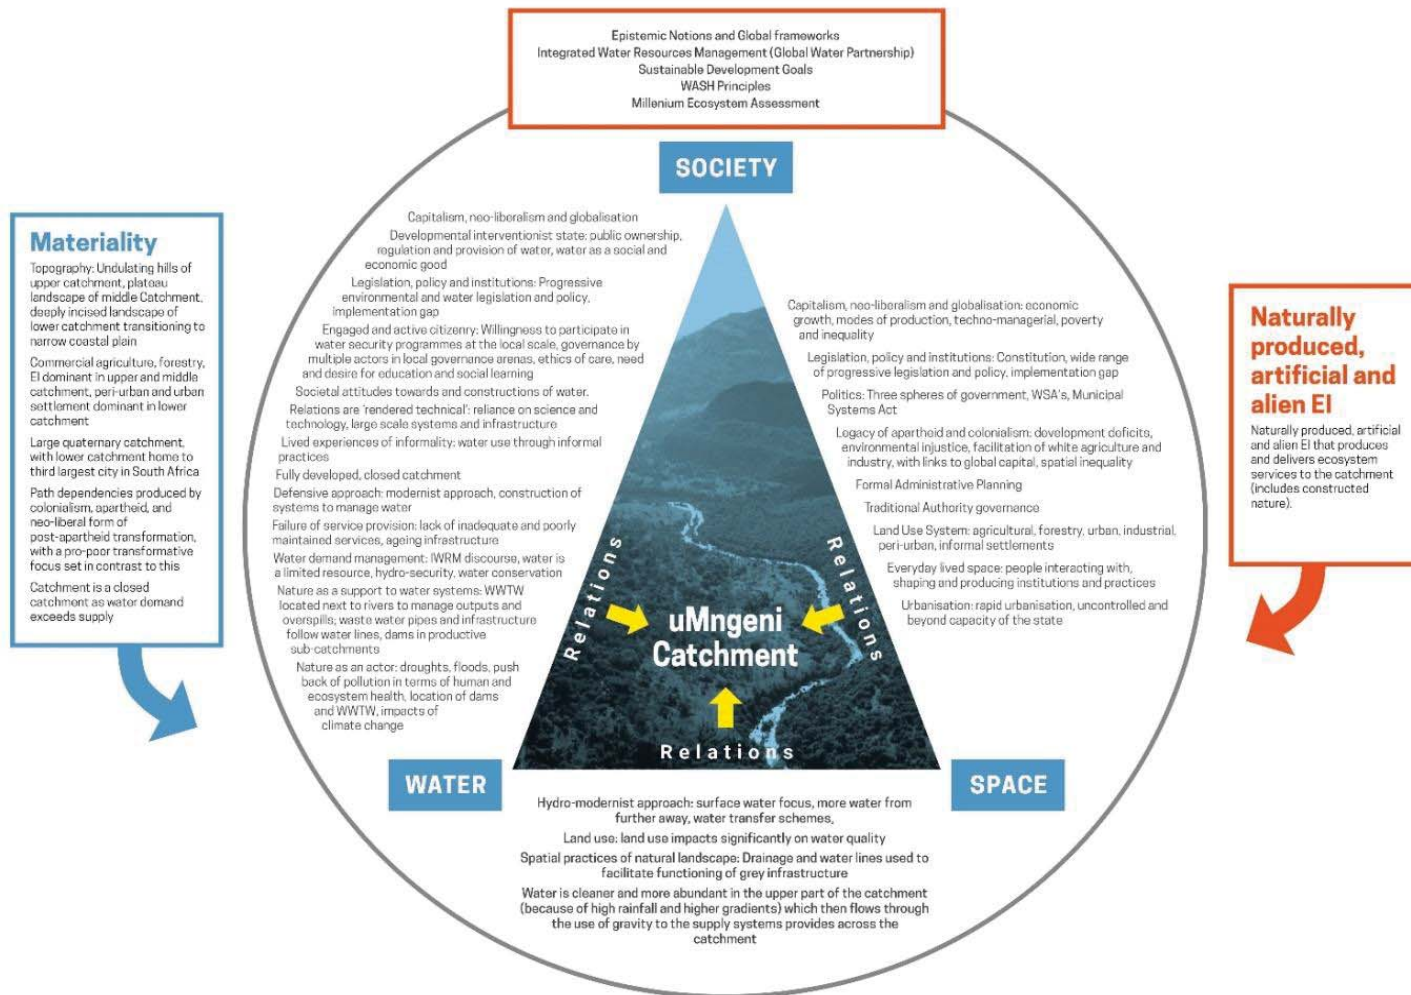 Epistemic Notions and Global frameworks
Integrated Water Resources Management (Global Water Partnership)
Sustainable Development Goals
WASH Principles
Millenium Ecosystem Assessment
SOCIETY
Materiality
Topography: Undulating hills of
upper catchment, plateau
landscape of middle Catchment,
deeply incised landscape of
lower catchment transitioning to
narrow coastal plain
Commercial agriculture, forestry,
EI dominant in upper and middle
catchment, peri-urban and urban
settlement dominant in lower
catchment
Large quaternary catchment,
with lower catchment home to
third largest city in South Africa
Path dependencies produced by
colonialism, apartheid, and
neo-liberal form of
post-apartheid transformation,
with a pro-poor transformative
focus set in contrast to this
Catchment is a closed
catchment as water demand
exceeds supply
Capitalism, neo-liberalism and globalisation
Developmental interventionist state: public ownership,
regulation and provision of water, water as a social and
economic good
Legislation, policy and institutions: Progressive
environmental and water legislation and policy,
implementation gap
Engaged and active citizenry: Willingness to participate in
water security programmes at the local scale, governance by
multiple actors in local governance arenas, ethics of care, need
and desire for education and social learning
Societal attitudes towards and constructions of water.
Relations are 'rendered technical': reliance on science and
technology, large scale systems and infrastructure
Lived experiences of informality: water use through informal
practices
Fully developed, closed catchment
Defensive approach: modernist approach, construction of
systems to manage water
Failure of service provision: lack of inadequate and poorly
maintained services, ageing infrastructure
Water demand management: IWRM discourse, water is
a limited resource, hydro-security, water conservation
Nature as a support to water systems: WWTW
located next to rivers to manage outputs and
overspills; waste water pipes and infrastructure
follow water lines, dams in productive
sub-catchments
Nature as an actor: droughts, floods, push
back of pollution in terms of human and
ecosystem health, location of dams
and WWTW, impacts of
climate change
Relations
uMngeni
Catchment
Relations
Relations
Capitalism, neo-liberalism and globalisation: economic
growth, modes of production, techno-managerial, poverty
and inequality
Legislation, policy and institutions: Constitution, wide range
of progressive legislation and policy, implementation gap
Politics: Three spheres of government, WSA's, Municipal
Systems Act
Legacy of apartheid and colonialism: development deficits,
environmental injustice, facilitation of white agriculture and
industry, with links to global capital, spatial inequality
Formal Administrative Planning
Traditional Authority governance
Land Use System: agricultural, forestry, urban, industrial,
peri-urban, informal settlements
Everyday lived space: people interacting with,
shaping and producing institutions and practices
Urbanisation: rapid urbanisation, uncontrolled and
beyond capacity of the state
Naturally
produced,
artificial and
alien EI
Naturally produced, artificial
and alien EI that produces
and delivers ecosystem
services to the catchment
(includes constructed
nature).
WATER
SPACE
Hydro-modernist approach: surface water focus, more water from
further away, water transfer schemes,
Land use: land use impacts significantly on water quality
Spatial practices of natural landscape: Drainage and water lines used to
facilitate functioning of grey infrastructure
Water is cleaner and more abundant in the upper part of the catchment
(because of high rainfall and higher gradients) which then flows through
the use of gravity to the supply systems provides across the
catchment